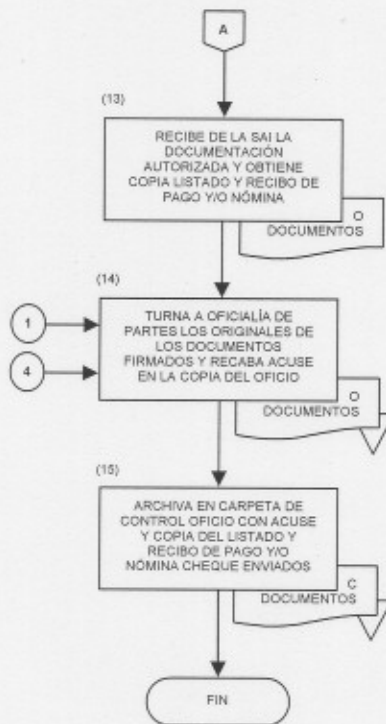 A
(13)
RECIBE DE LA SAI LA
DOCUMENTACIÓN
AUTORIZADA Y OBTIENE
COPIA LISTADO Y RECIBO DE
PAGO Y/O NÓMINA
O
DOCUMENTOS
(14)
1
4
TURNA A OFICIALÍA DE
PARTES LOS ORIGINALES DE
LOS DOCUMENTOS
FIRMADOS Y RECABA ACUSE
EN LA COPIA DEL OFICIO
O
DOCUMENTOS
(15)
ARCHIVA EN CARPETA DE
CONTROL OFICIO CON ACUSE
Y COPIA DEL LISTADO Y
RECIBO DE PAGO Y/O
NÓMINA CHEQUE ENVIADOS
C
DOCUMENTOS
FIN